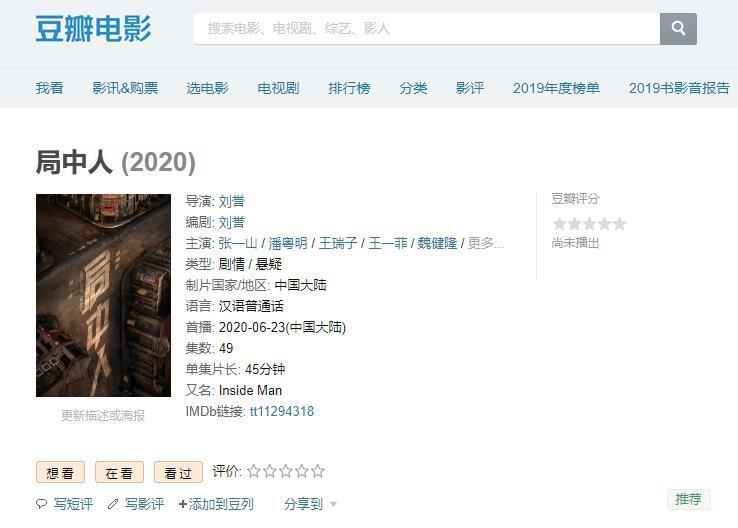 豆瓣电影
搜索电影、电视剧、综艺、影人
我看 影讯&购票 选电影 电视剧 排行榜 分类 影评 2019年度榜单 2019书影音报告
局中人 (2020)
局中人
导演: 刘誉
编剧: 刘誉
主演: 张一山 / 潘粤明 / 王瑞子 / 王一菲 / 魏健隆 / 更多...
类型: 剧情 / 悬疑
制片国家/地区: 中国大陆
语言: 汉语普通话
首播: 2020-06-23(中国大陆)
集数: 49
单集片长: 45分钟
又名: Inside Man
IMDb链接: tt11294318
豆瓣评分
尚未播出
更新描述或海报
想看 在看 看过 评价:
写短评 写影评 +添加到豆列 分享到
推荐